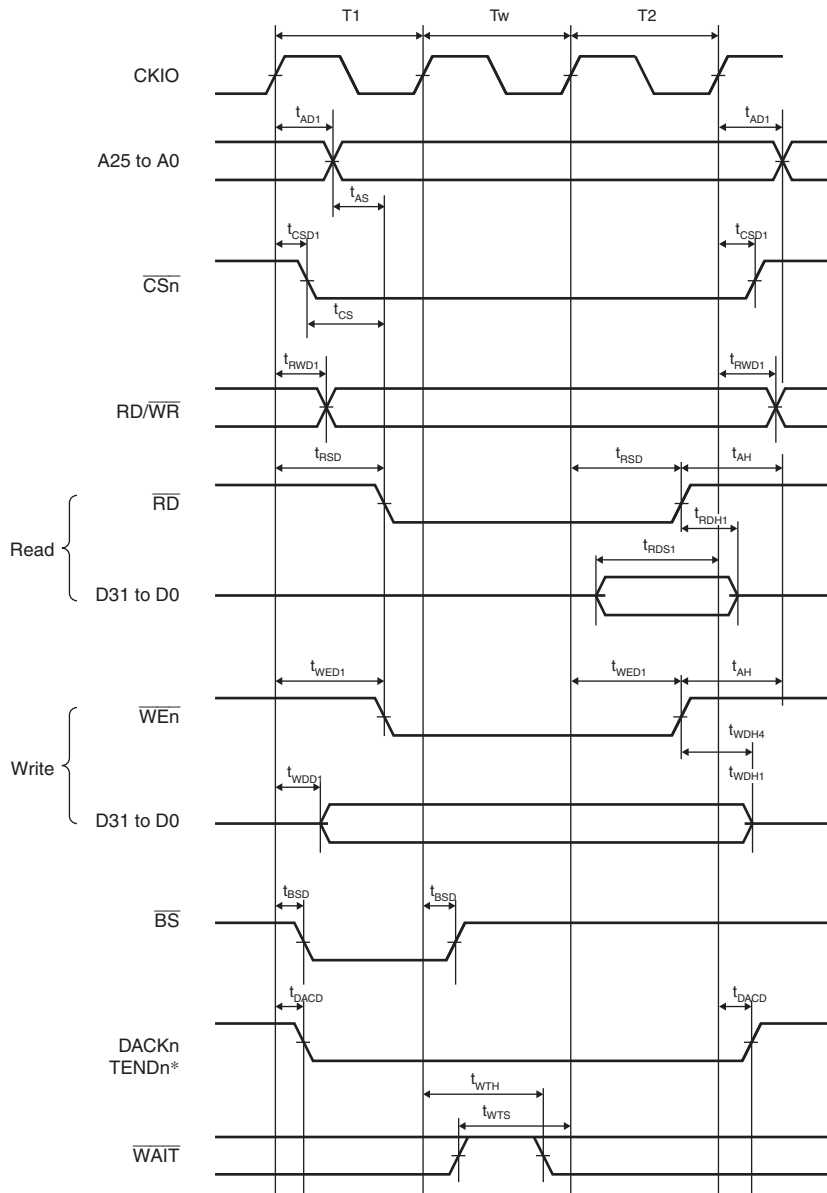 T1 Tw T2
CKIO
tAD1 tAD1
A25 to A0
tAS
tCSD1 tCSD1
CSn
tCS
tRWD1 tRWD1
RD/WR
tRSD tRSD tAH
RD
tRDH1
Read
tRDS1
D31 to D0
tWED1 tWED1 tAH
WEn
tWDH4
Write
tWDD1 tWDH1
D31 to D0
tBSD tBSD
BS
tDACD tDACD
DACKn
TENDn*
tWTH
tWTS
WAIT